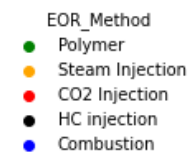 EOR_Method
Polymer
Steam Injection
CO2 Injection
HC injection
Combustion